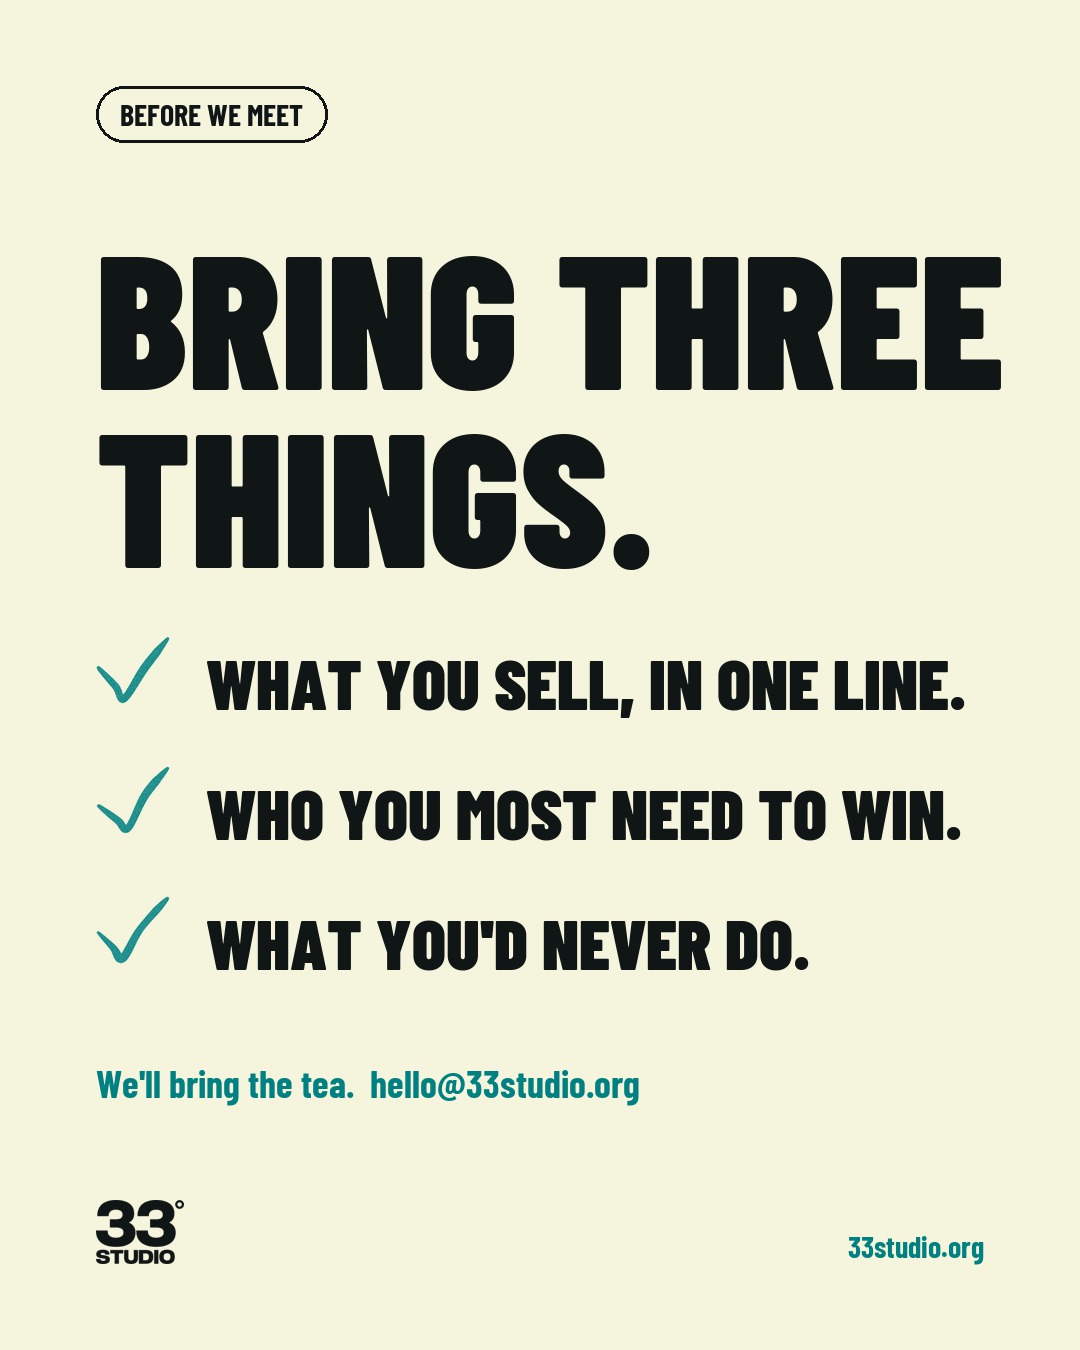 BEFORE WE MEET
BRING THREE
THINGS.
WHAT YOU SELL, IN ONE LINE.
WHO YOU MOST NEED TO WIN.
WHAT YOU'D NEVER DO.
We'll bring the tea. hello@33studio.org
33°
STUDIO
33studio.org